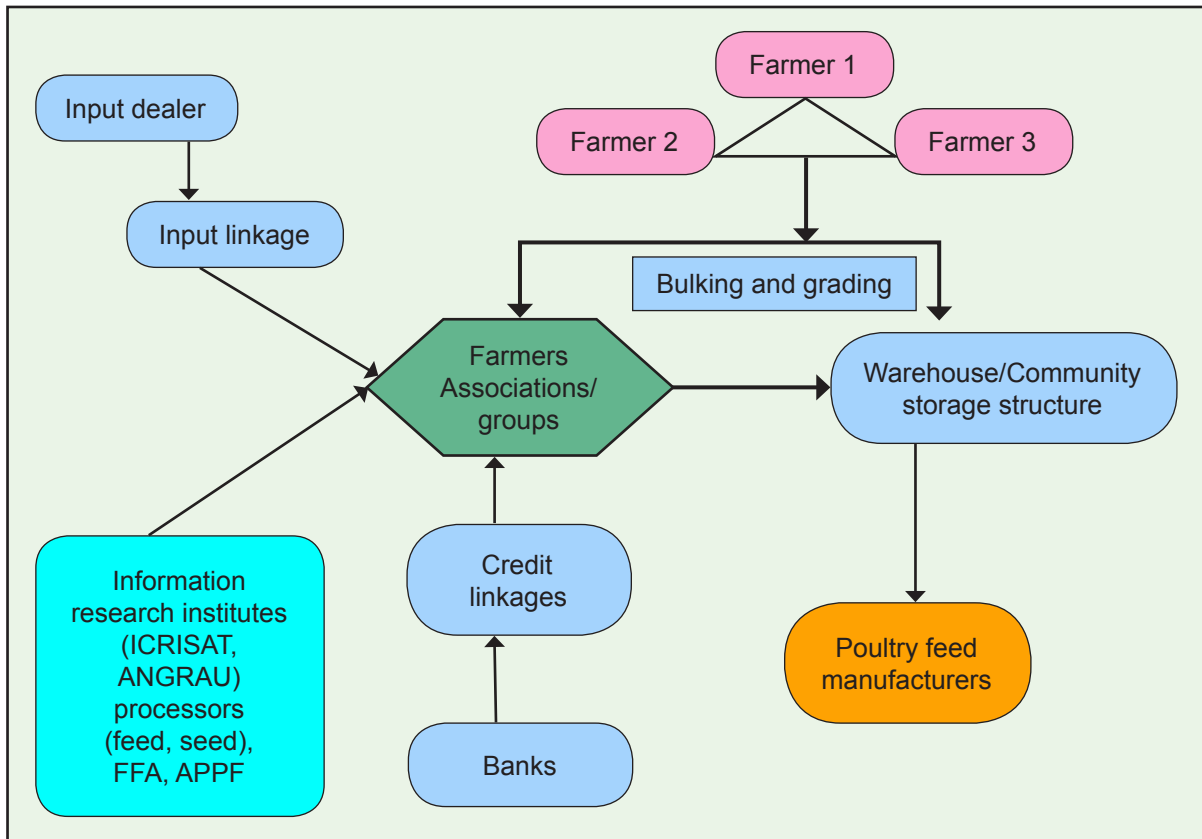 Farmer 1
Input dealer
Farmer 2
Farmer 3
Input linkage
Bulking and grading
Farmers
Associations/
groups
Warehouse/Community
storage structure
Information
research institutes
(ICRISAT,
ANGRAU)
processors
(feed, seed),
FFA, APPF
Credit
linkages
Poultry feed
manufacturers
Banks